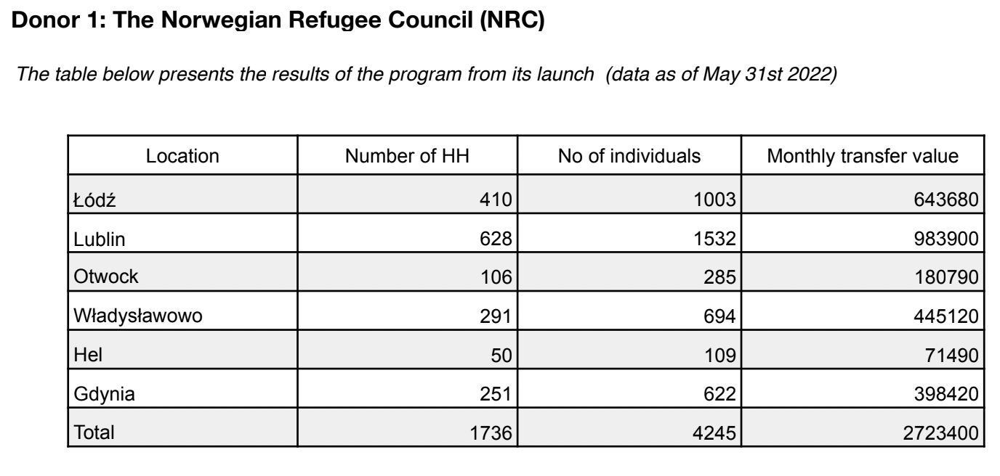 Donor 1: The Norwegian Refugee Council (NRC)
The table below presents the results of the program from its launch (data as of May 31st 2022)
Location Number of HH No of individuals Monthly transfer value
Łódź 410 1003 643680
Lublin 628 1532 983900
Otwock 106 285 180790
Władysławowo 291 694 445120
Hel 50 109 71490
Gdynia 251 622 398420
Total 1736 4245 2723400